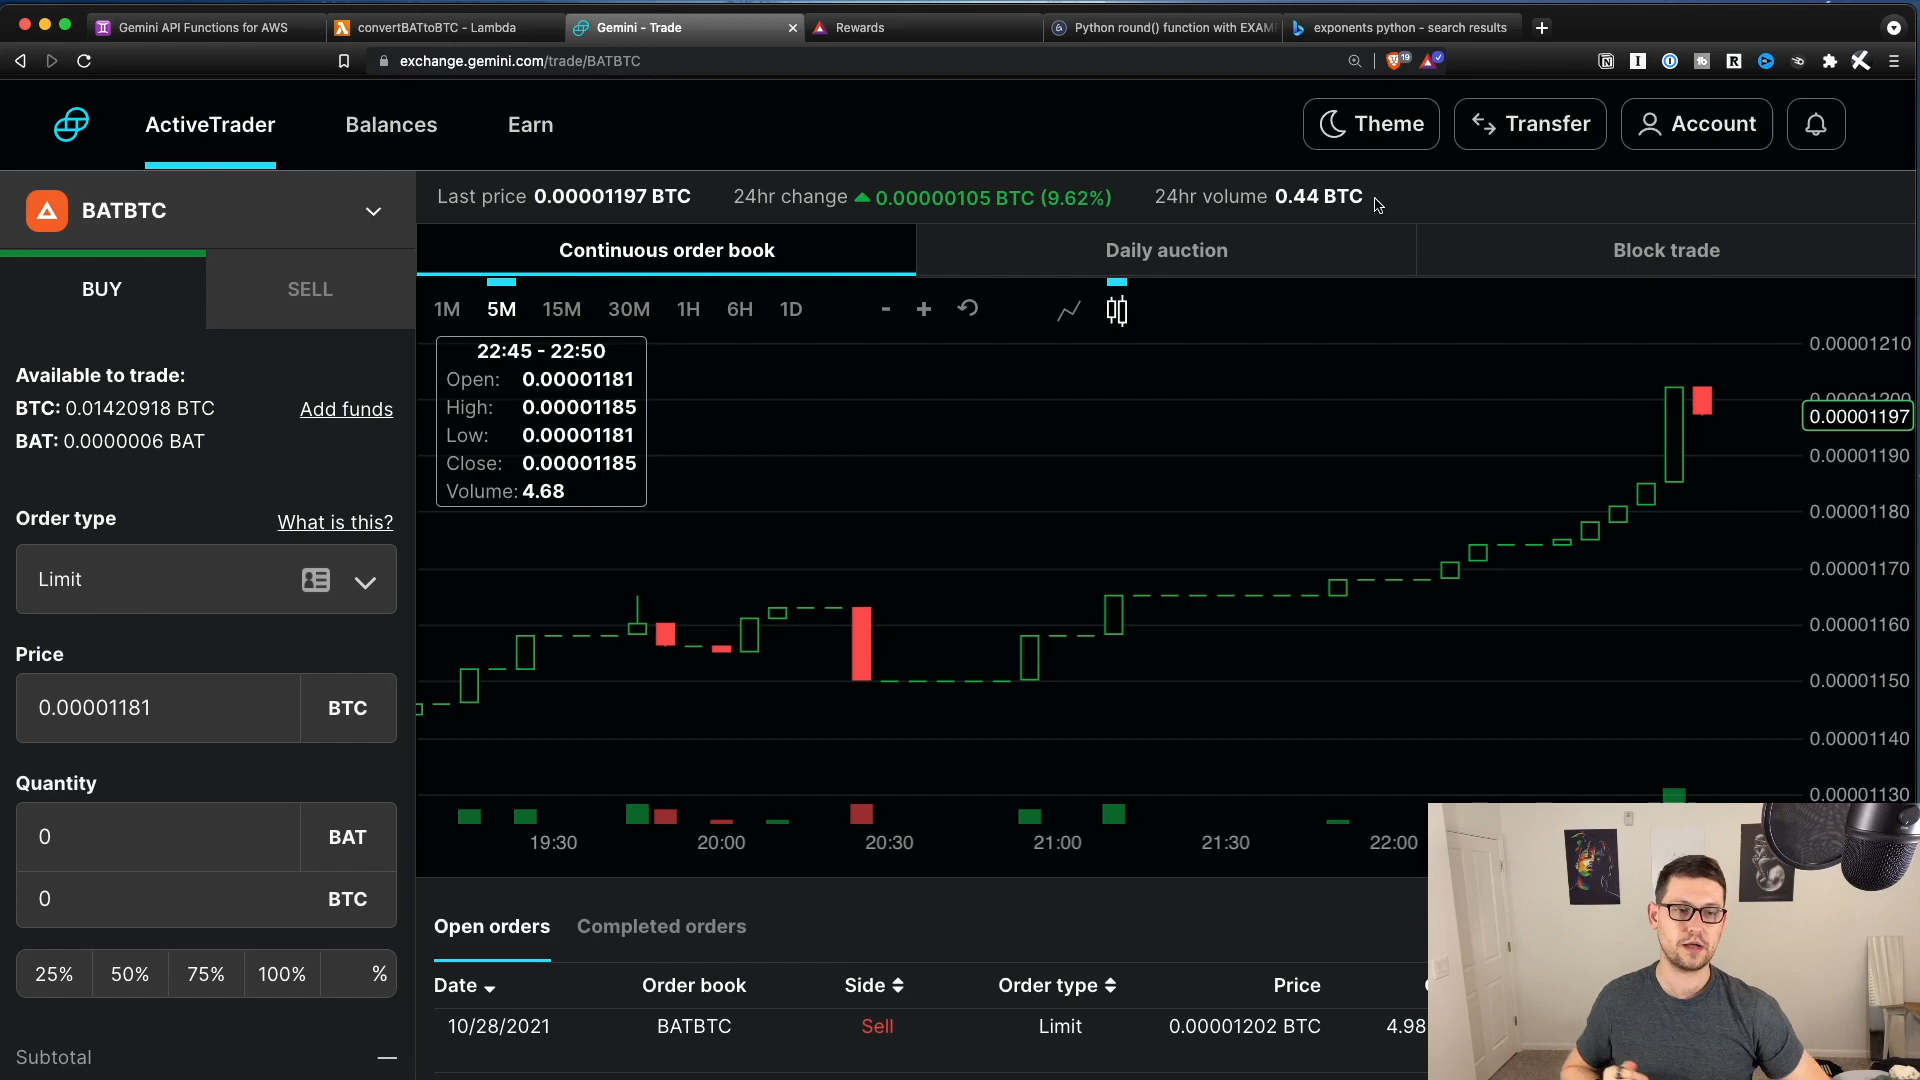 Gemini API Functions for AWS
convertBATtoBTC - Lambda
Gemini - Trade
Rewards
Python round() function with EXAM
exponents python - search results
exchange.gemini.com/trade/BATBTC
19
ActiveTrader
Balances
Earn
Theme
Transfer
Account
BATBTC
Last price 0.00001197 BTC
24hr change 0.00000105 BTC (9.62%)
24hr volume 0.44 BTC
Continuous order book
Daily auction
Block trade
BUY
SELL
1M 5M 15M 30M 1H 6H 1D - +
22:45 - 22:50
Open: 0.00001181
High: 0.00001185
Low: 0.00001181
Close: 0.00001185
Volume: 4.68
0.00001210
0.00001200
0.00001197
0.00001190
0.00001180
0.00001170
0.00001160
0.00001150
0.00001140
0.00001130
19:30
20:00
20:30
21:00
21:30
22:00
Available to trade:
BTC: 0.01420918 BTC
Add funds
BAT: 0.0000006 BAT
Order type
What is this?
Limit
Price
0.00001181 BTC
Quantity
0 BAT
0 BTC
25% 50% 75% 100% %
Subtotal —
Open orders
Completed orders
Date
Order book
Side
Order type
Price
10/28/2021
BATBTC
Sell
Limit
0.00001202 BTC
4.98